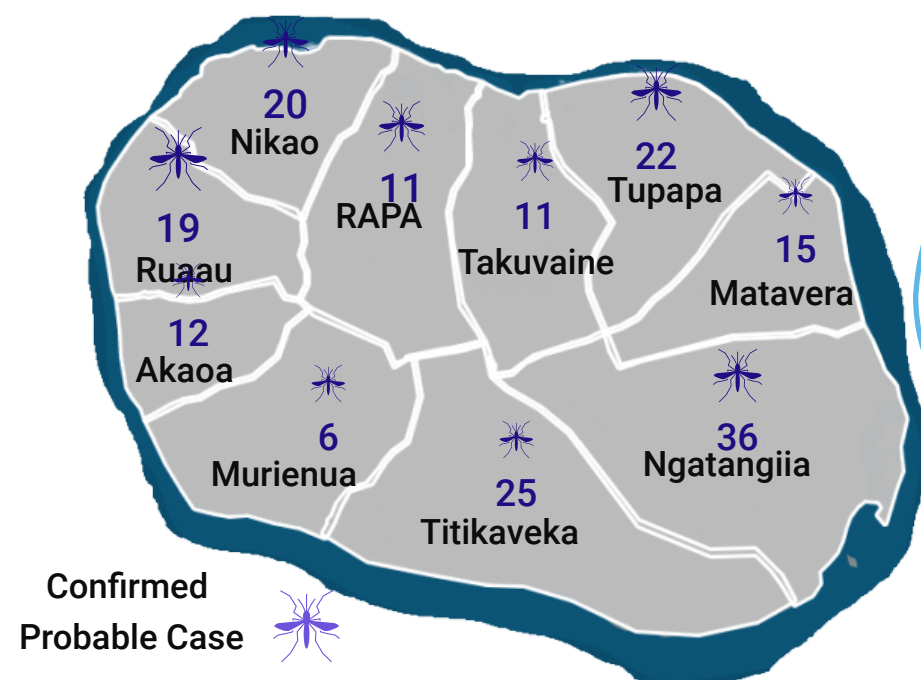 20
Nikao
11
RAPA
22
Tupapa
11
Takuvaine
19
Ruaau
15
Matavera
12
Akaoa
6
Murienua
36
Ngatangiia
25
Titikaveka
Confirmed
Probable Case